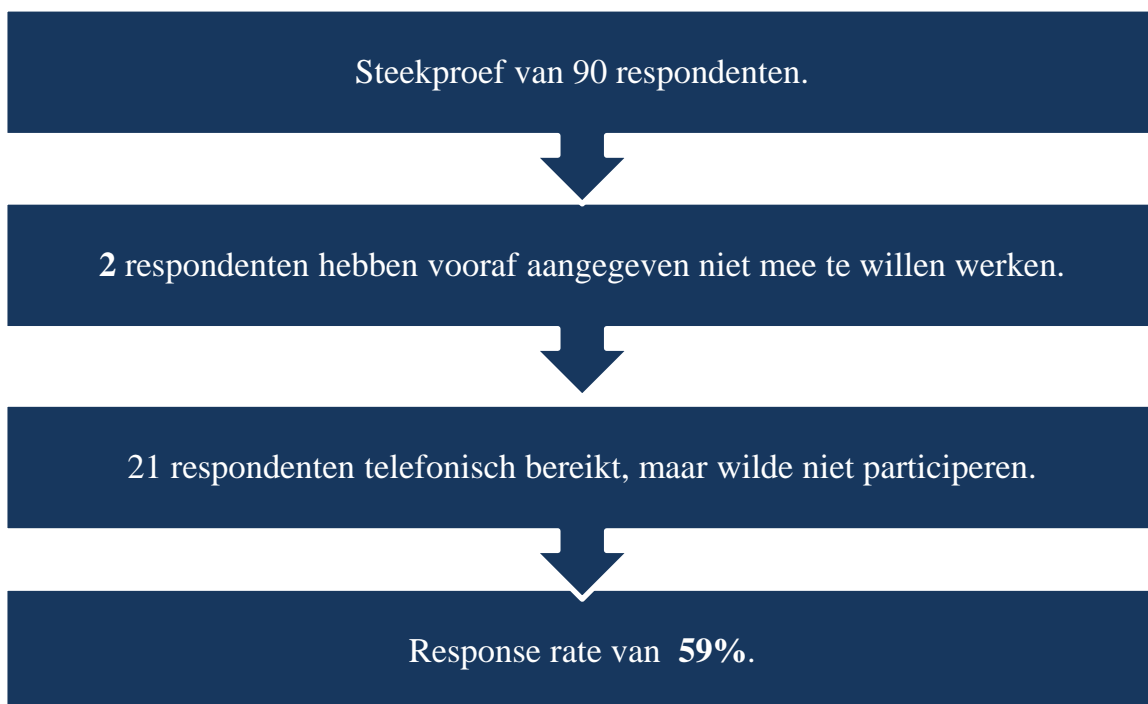 Steekproef van 90 respondenten.
2 respondenten hebben vooraf aangegeven niet mee te willen werken.
21 respondenten telefonisch bereikt, maar wilde niet participeren.
Response rate van 59%.